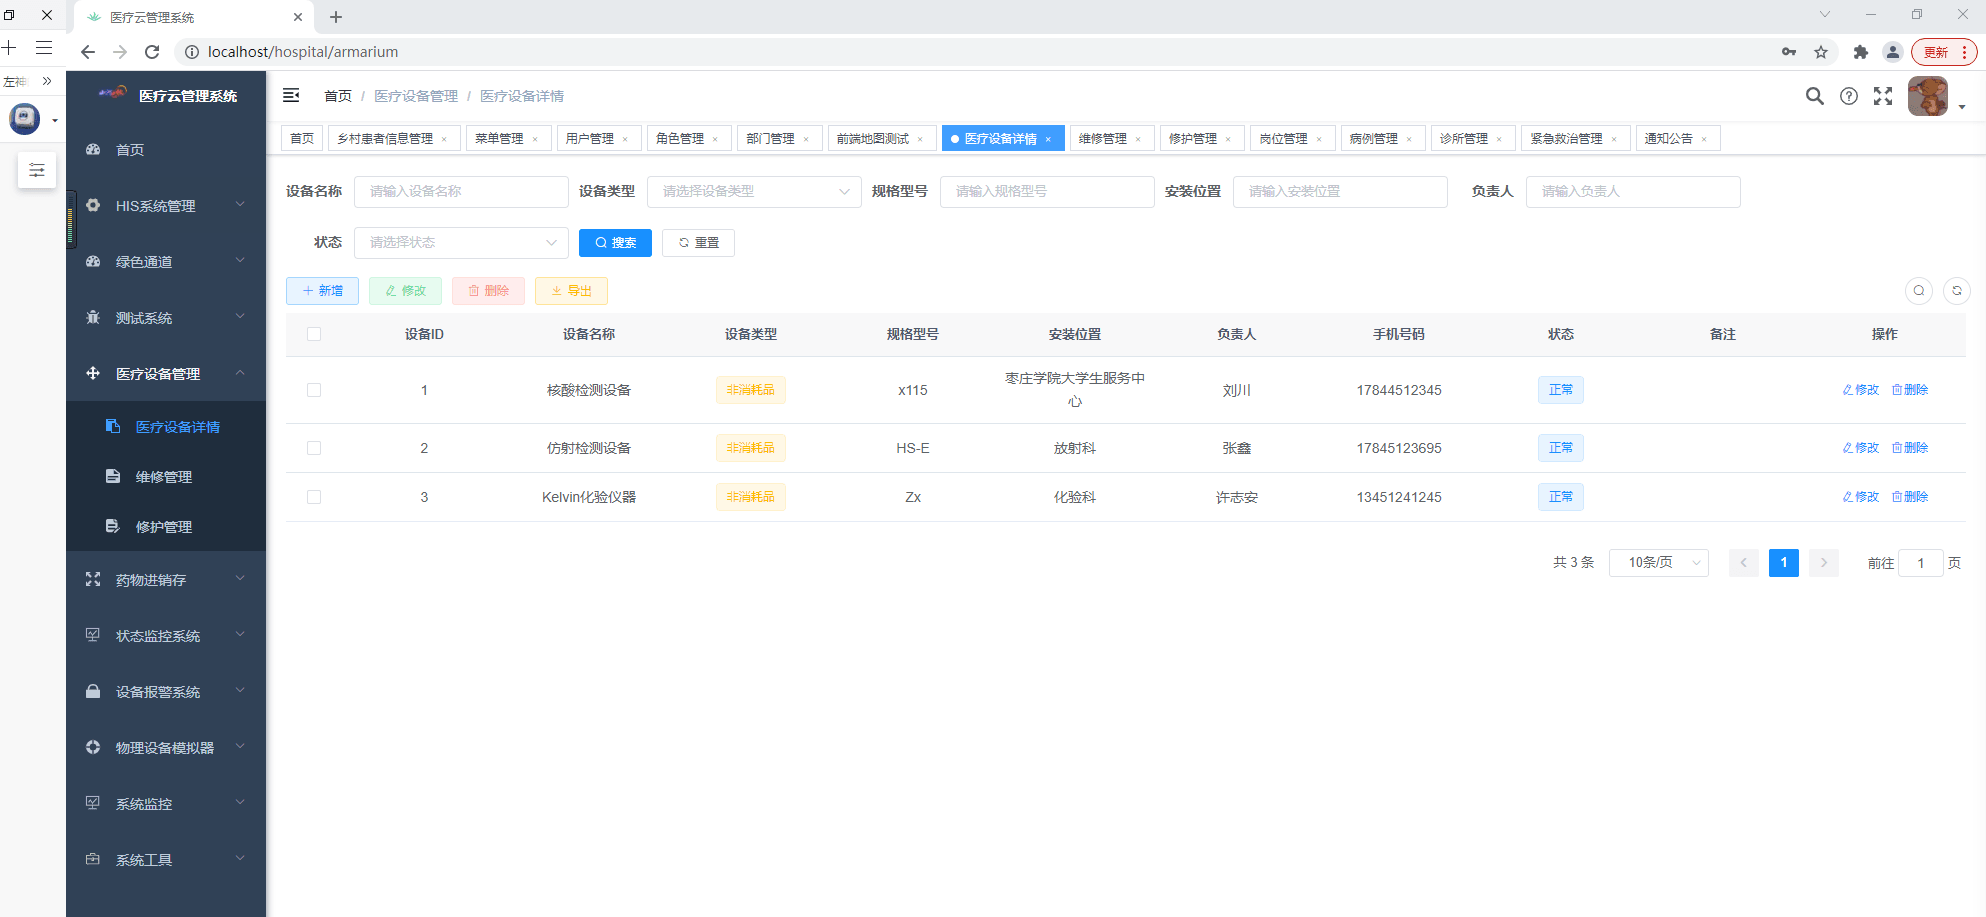 医疗云管理系统
localhost/hospital/armarium
更新
左神
医疗云管理系统
首页 / 医疗设备管理 / 医疗设备详情
首页 乡村患者信息管理 × 菜单管理 × 用户管理 × 角色管理 × 部门管理 × 前端地图测试 × 医疗设备详情 × 维修管理 × 修护管理 × 岗位管理 × 病例管理 × 诊所管理 × 紧急救治管理 × 通知公告 ×
首页
HIS系统管理
绿色通道
测试系统
医疗设备管理
医疗设备详情
维修管理
修护管理
药物进销存
状态监控系统
设备报警系统
物理设备模拟器
系统监控
系统工具
设备名称 请输入设备名称 设备类型 请选择设备类型 规格型号 请输入规格型号 安装位置 请输入安装位置 负责人 请输入负责人
状态 请选择状态 搜索 重置
新增 修改 删除 导出
设备ID 设备名称 设备类型 规格型号 安装位置 负责人 手机号码 状态 备注 操作
1 核酸检测设备 非消耗品 x115 枣庄学院大学生服务中心 刘川 17844512345 正常 修改 删除
2 仿射检测设备 非消耗品 HS-E 放射科 张鑫 17845123695 正常 修改 删除
3 Kelvin化验仪器 非消耗品 Zx 化验科 许志安 13451241245 正常 修改 删除
共 3 条 10条/页 1 前往 1 页